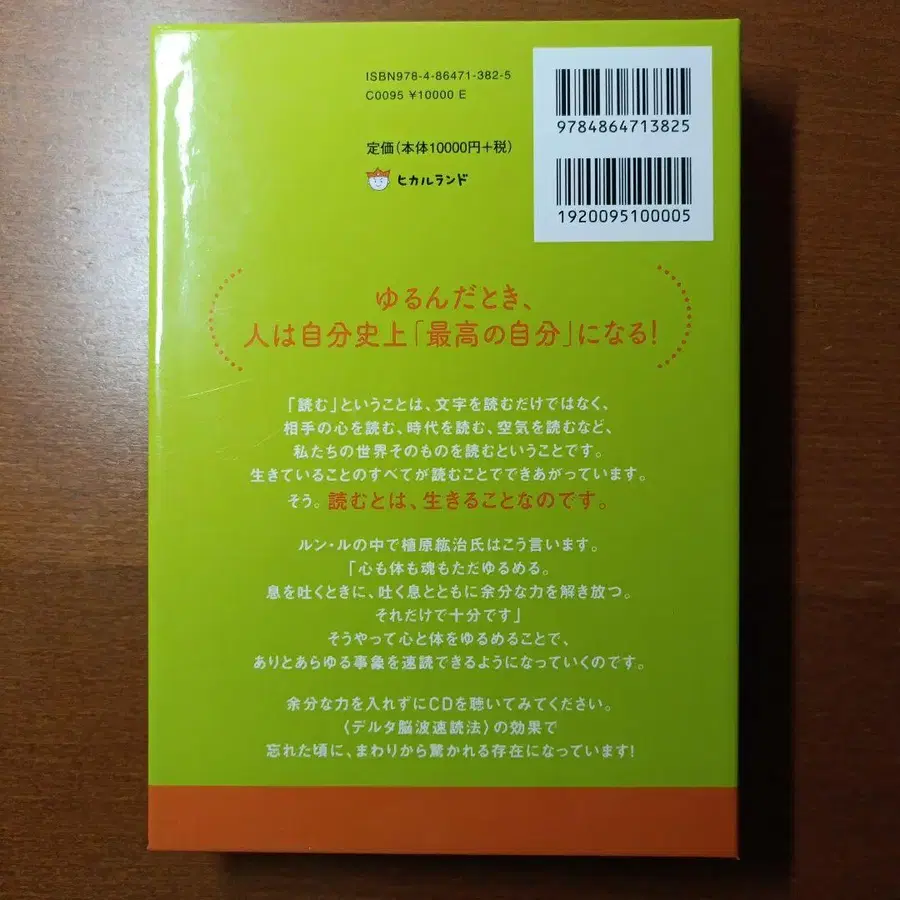 ISBN978-4-86471-382-5
C0095 ¥10000 E
9784864713825
定価(本体10000円+税)
ヒカルランド
1920095100005
ゆるんだとき、
人は自分史上「最高の自分」になる!
「読む」ということは、文字を読むだけではなく、
相手の心を読む、時代を読む、空気を読むなど、
私たちの世界そのものを読むということです。
生きていることのすべてが読むことでできあがっています。
そう。読むとは、生きることなのです。
ルン・ルの中で植原紘治氏はこう言います。
「心も体も魂もただゆるめる。
息を吐くときに、吐く息とともに余分な力を解き放つ。
それだけで十分です」
そうやって心と体をゆるめることで、
ありとあらゆる事象を速読できるようになっていくのです。
余分な力を入れずにCDを聴いてみてください。
〈デルタ脳波速読法〉の効果で
忘れた頃に、まわりから驚かれる存在になっています!